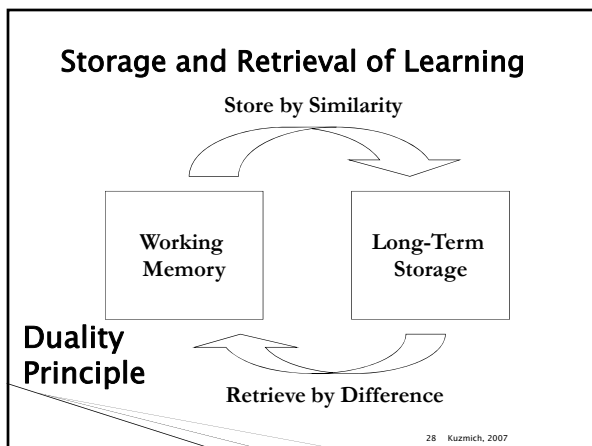 Storage and Retrieval of Learning
Store by Similarity
Working
Memory
Long-Term
Storage
Duality
Principle
Retrieve by Difference
28 Kuzmich, 2007